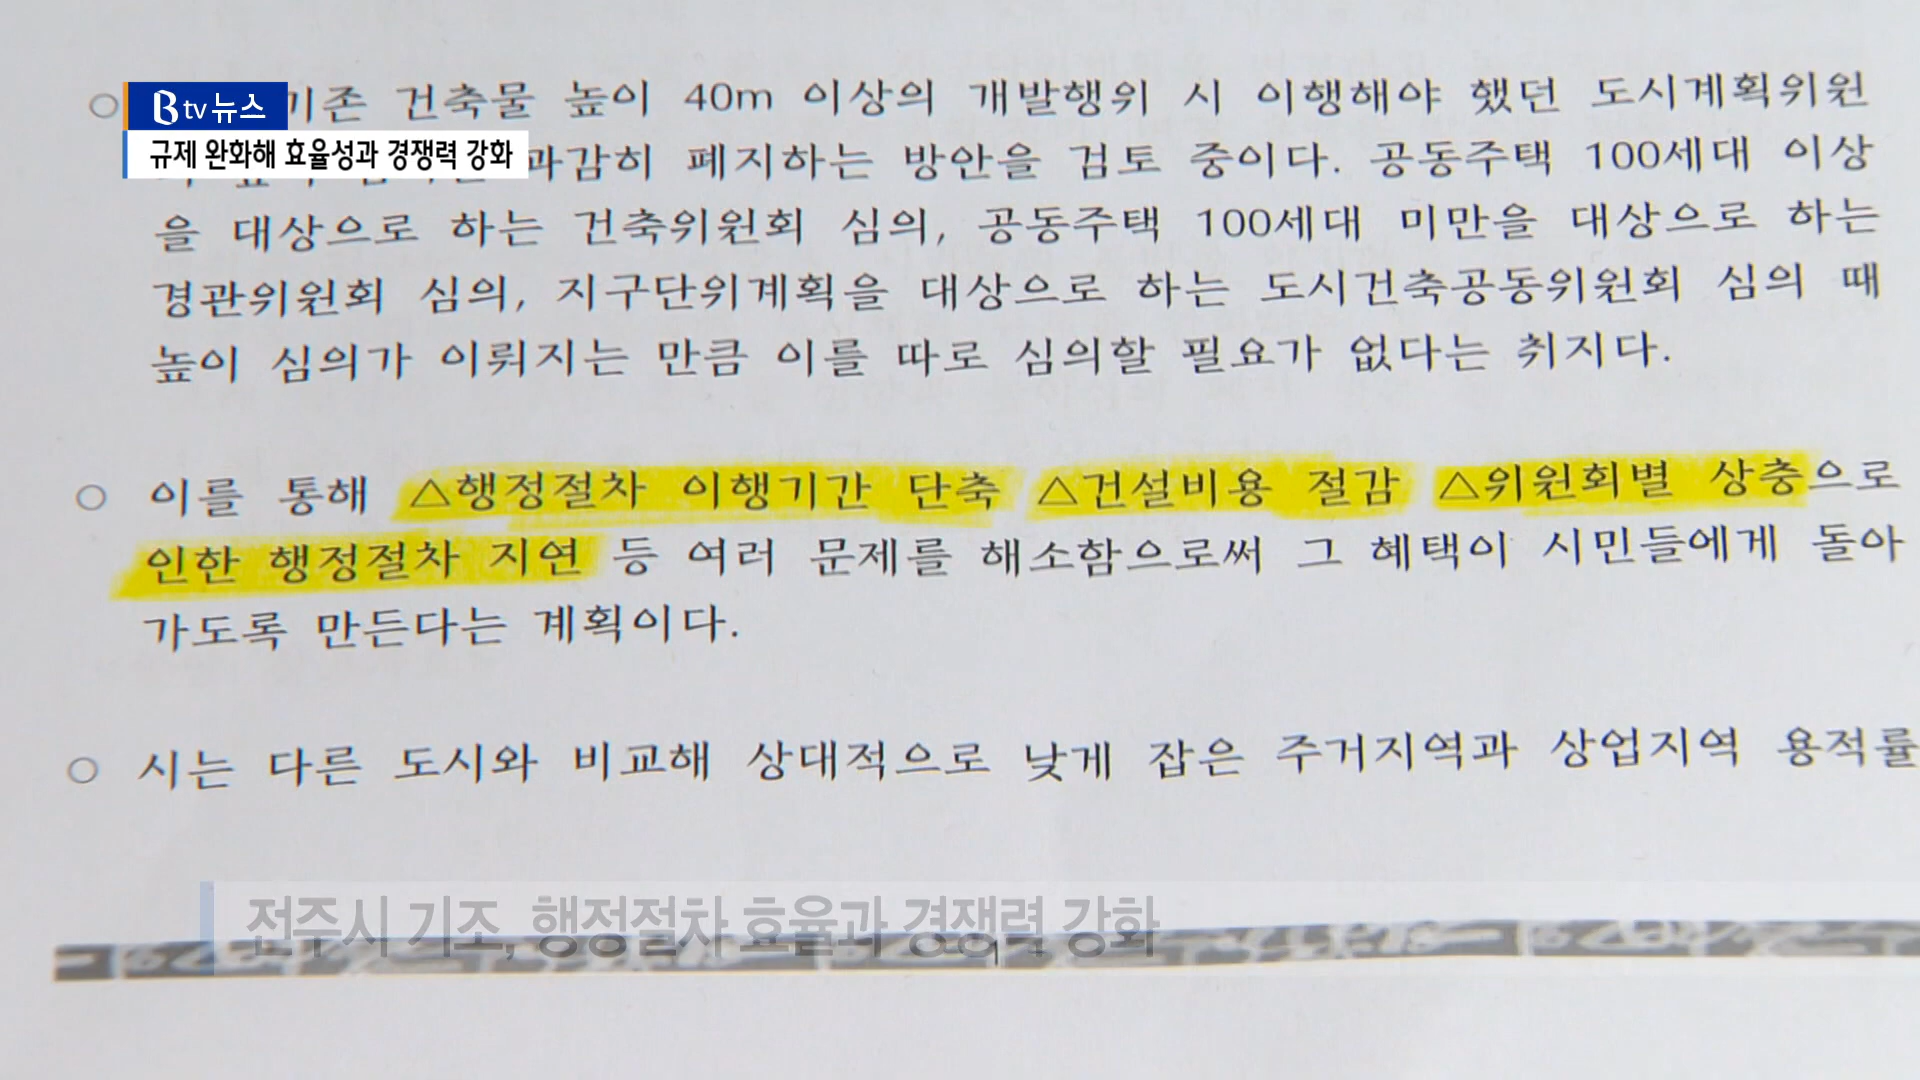 B tv 뉴스
규제 완화해 효율성과 경쟁력 강화
○ 기존 건축물 높이 40m 이상의 개발행위 시 이행해야 했던 도시계획위원
과감히 폐지하는 방안을 검토 중이다. 공동주택 100세대 이상
을 대상으로 하는 건축위원회 심의, 공동주택 100세대 미만을 대상으로 하는
경관위원회 심의, 지구단위계획을 대상으로 하는 도시건축공동위원회 심의 때
높이 심의가 이뤄지는 만큼 이를 따로 심의할 필요가 없다는 취지다.
○ 이를 통해 △행정절차 이행기간 단축 △건설비용 절감 △위원회별 상충으로
인한 행정절차 지연 등 여러 문제를 해소함으로써 그 혜택이 시민들에게 돌아
가도록 만든다는 계획이다.
○ 시는 다른 도시와 비교해 상대적으로 낮게 잡은 주거지역과 상업지역 용적률
전주시 기조, 행정절차 효율과 경쟁력 강화